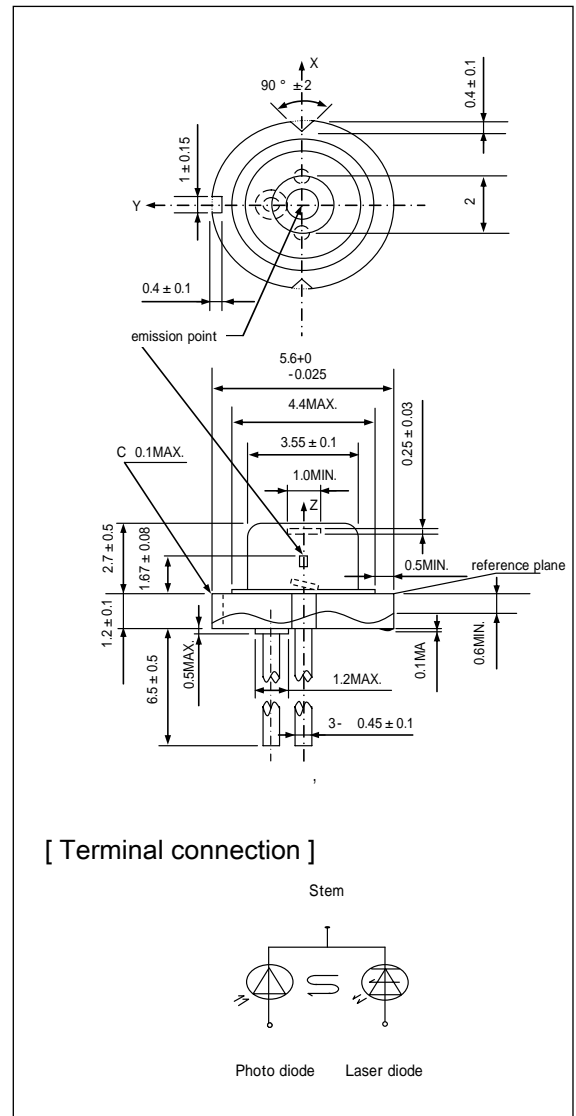 X
90 ° ± 2
0.4 ± 0.1
1 ± 0.15
Y
2
0.4 ± 0.1
emission point
5.6+0
-0.025
4.4MAX.
3.55 ± 0.1
0.25 ± 0.03
C 0.1MAX.
1.0MIN.
Z
2.7 ± 0.5
1.67 ± 0.08
0.5MIN.
reference plane
1.2 ± 0.1
0.5MAX.
6.5 ± 0.5
1.2MAX.
0.1MA
0.6MIN.
3- 0.45 ± 0.1
,
[ Terminal connection ]
Stem
Photo diode Laser diode